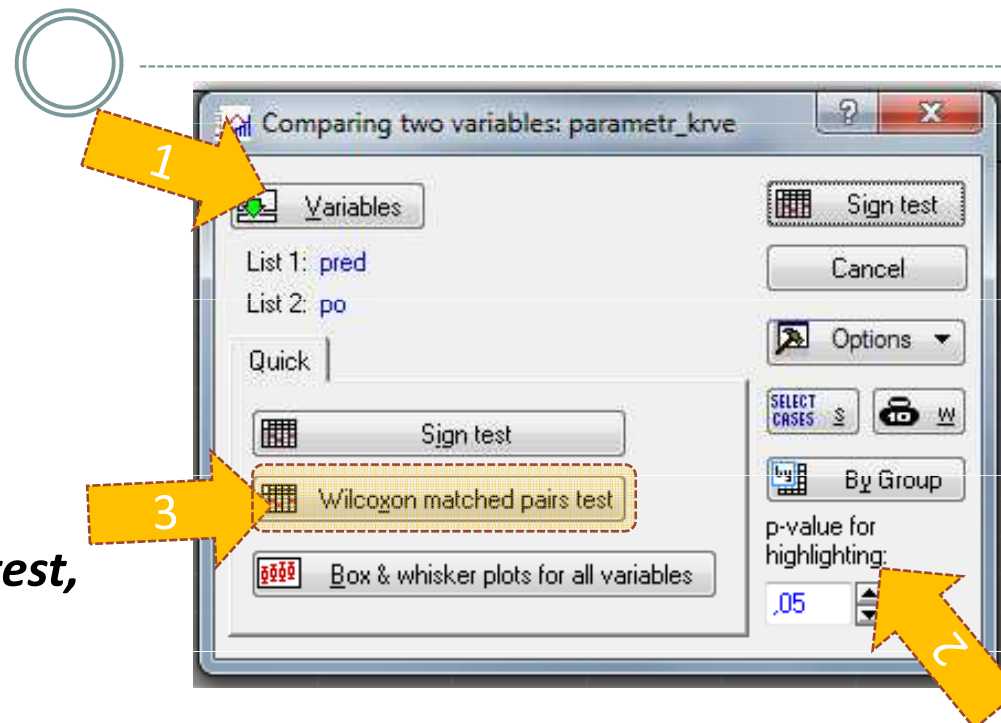 Comparing two variables: parametr_krve
1
Variables
Sign test
List 1: pred
Cancel
List 2: po
Options
Quick
SELECT CASES S
W
Sign test
By Group
3
Wilcoxon matched pairs test
p-value for
highlighting:
est,
Box & whisker plots for all variables
,05
2